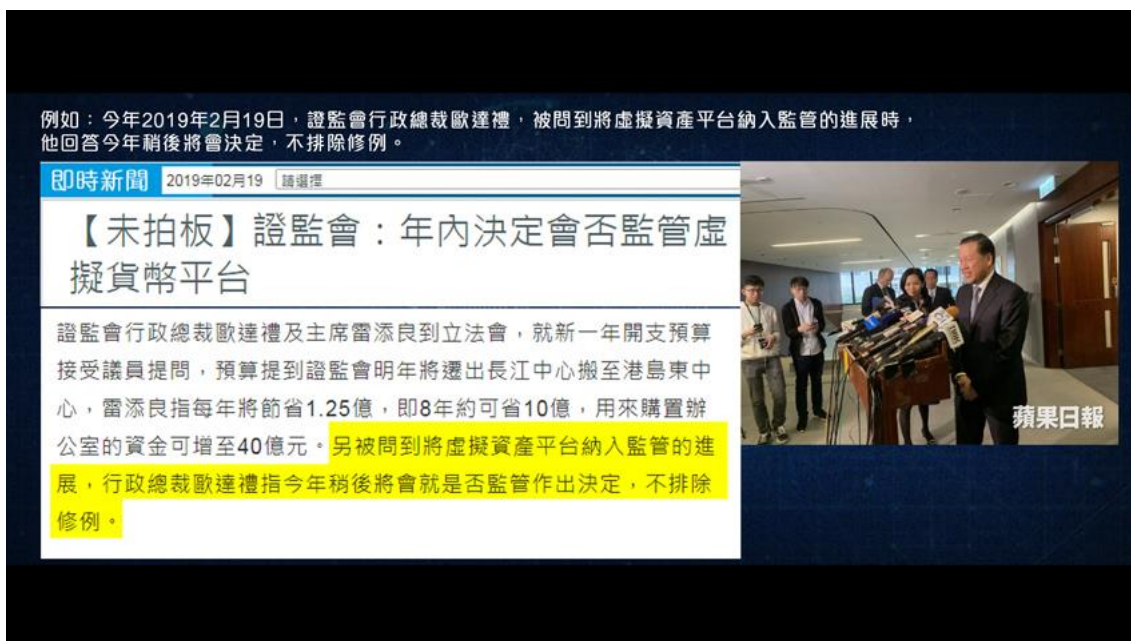 例如：今年2019年2月19日，證監會行政總裁歐達禮，被問到將虛擬資產平台納入監管的進展時，
他回答今年稍後將會決定，不排除修例。
即時新聞 2019年02月19 請選擇
【未拍板】證監會：年內決定會否監管虛
擬貨幣平台
證監會行政總裁歐達禮及主席雷添良到立法會，就新一年開支預算
接受議員提問，預算提到證監會明年將遷出長江中心搬至港島東中
心，雷添良指每年將節省1.25億，即8年約可省10億，用來購置辦
公室的資金可增至40億元。另被問到將虛擬資產平台納入監管的進
展，行政總裁歐達禮指今年稍後將會就是否監管作出決定，不排除
修例。
蘋果日報